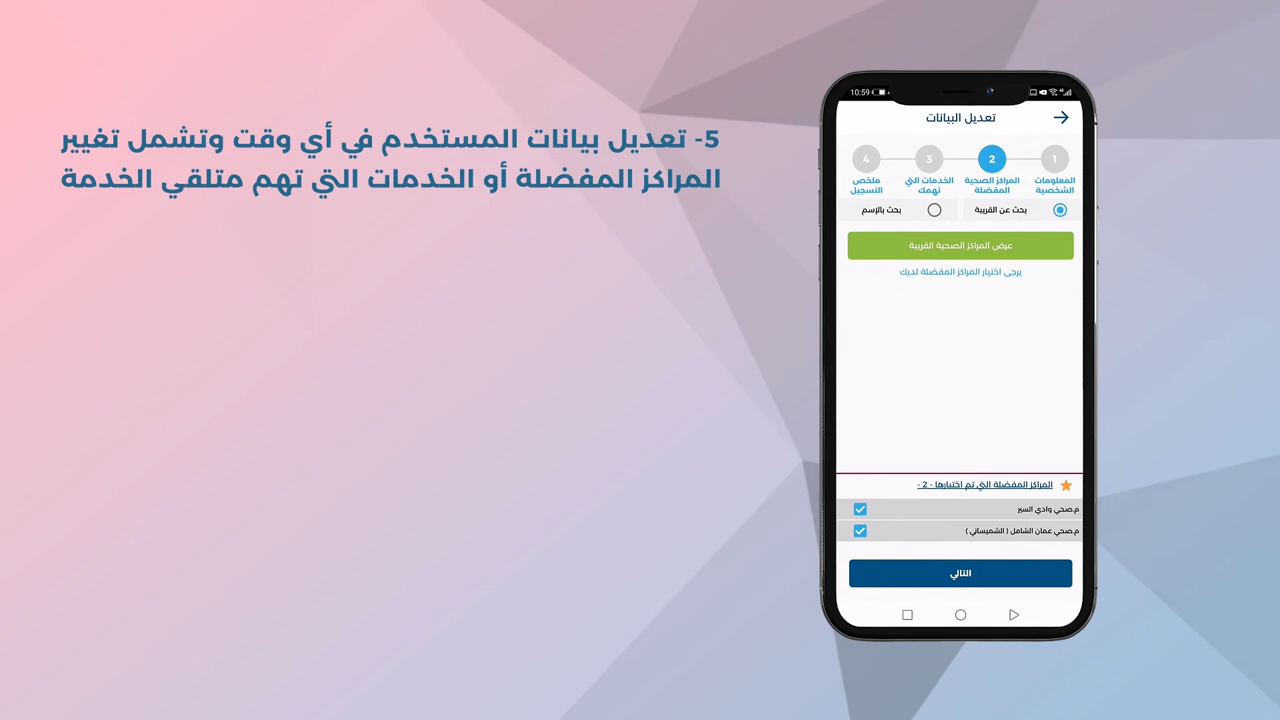 5- تعديل بيانات المستخدم في أي وقت وتشمل تغيير
المراكز المفضلة أو الخدمات التي تهم متلقي الخدمة
10:59
تعديل البيانات
1
2
3
4
المعلومات الشخصية
المراكز الصحية المفضلة
الخدمات التي تهمك
ملخص التسجيل
بحث عن القريبة
بحث بالإسم
عرض المراكز الصحية القريبة
يرجى اختيار المراكز المفضلة لديك
المراكز المفضلة التي تم اختيارها - 2 -
م.صحي وادي السير
م.صحي عمان الشامل ( الشميساني )
التالي